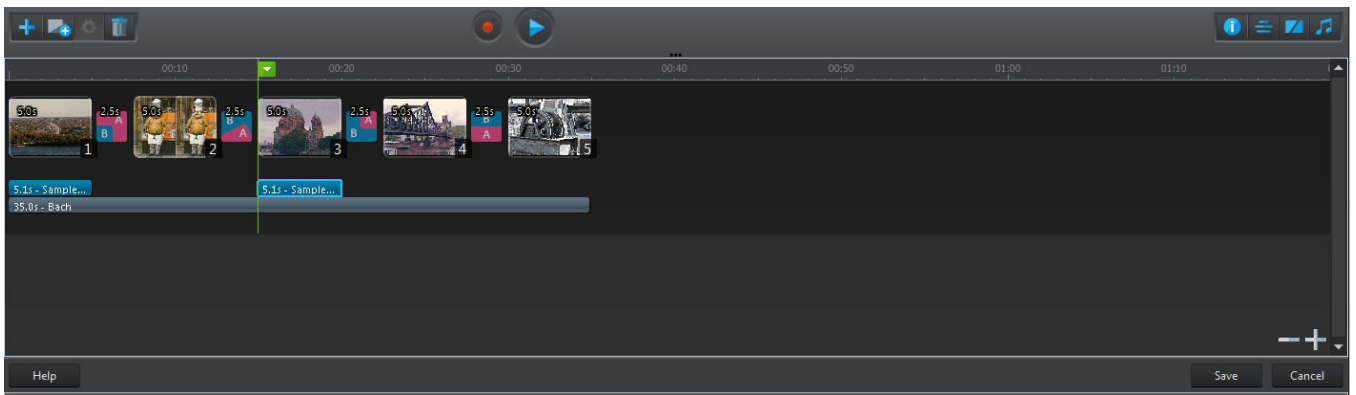 00:10 00:20 00:30 00:40 00:50 01:00 01:10
5.0s 2.5s 5.0s 2.5s 5.0s 2.5s 5.0s 2.5s 5.0s
A B B A A B B A
1 2 3 4 5
5.1s - Sample... 5.1s - Sample...
35.0s - Bach
Help Save Cancel